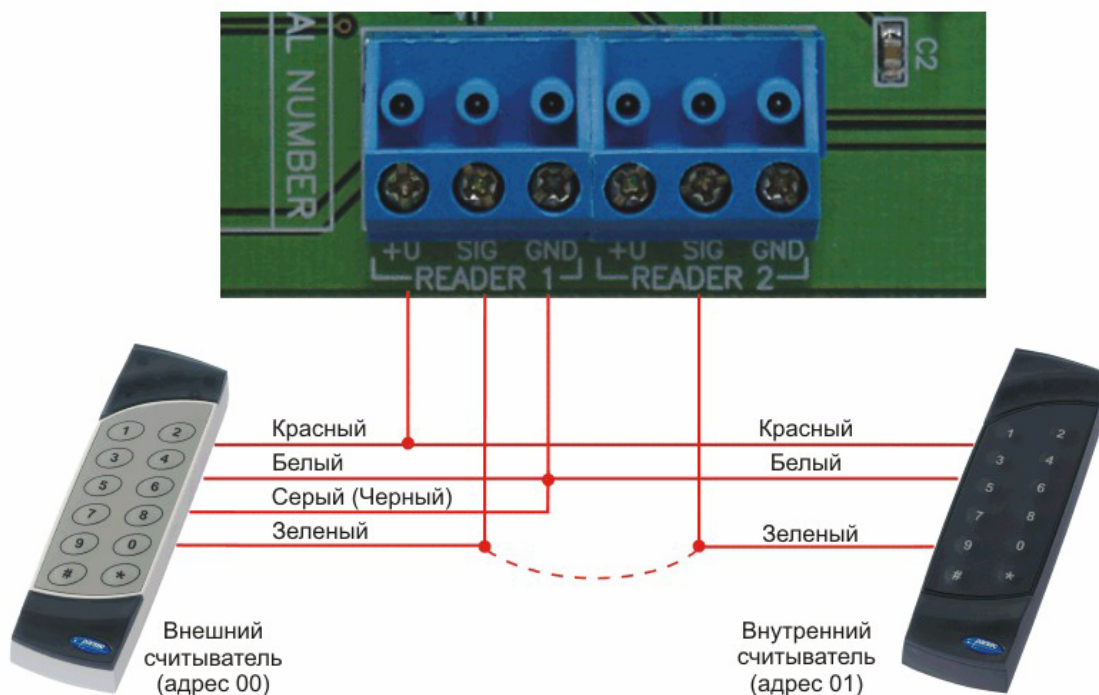 AL NUMBER
C2
+U SIG GND +U SIG GND
READER 1 READER 2
1 2
3 4
5 6
7 8
9 0
# *
Красный
Белый
Серый (Черный)
Зеленый
Красный
Белый
Зеленый
1 2
3 4
5 6
7 8
9 0
# *
parsec
Внешний
считыватель
(адрес 00)
parsec
Внутренний
считыватель
(адрес 01)